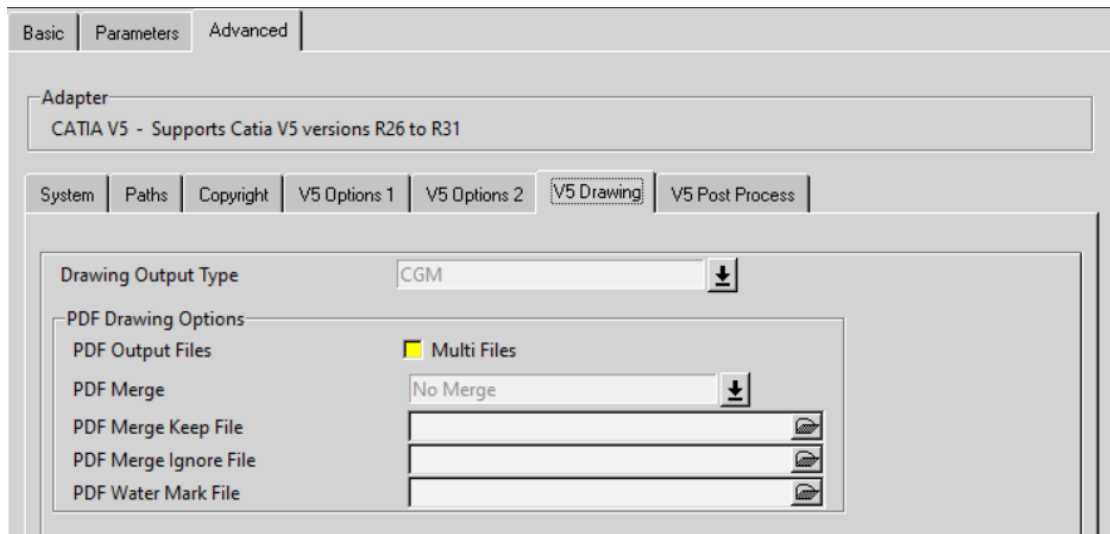 Basic Parameters Advanced
Adapter
CATIA V5 - Supports Catia V5 versions R26 to R31
System Paths Copyright V5 Options 1 V5 Options 2 V5 Drawing V5 Post Process
Drawing Output Type CGM
PDF Drawing Options
PDF Output Files Multi Files
PDF Merge No Merge
PDF Merge Keep File
PDF Merge Ignore File
PDF Water Mark File